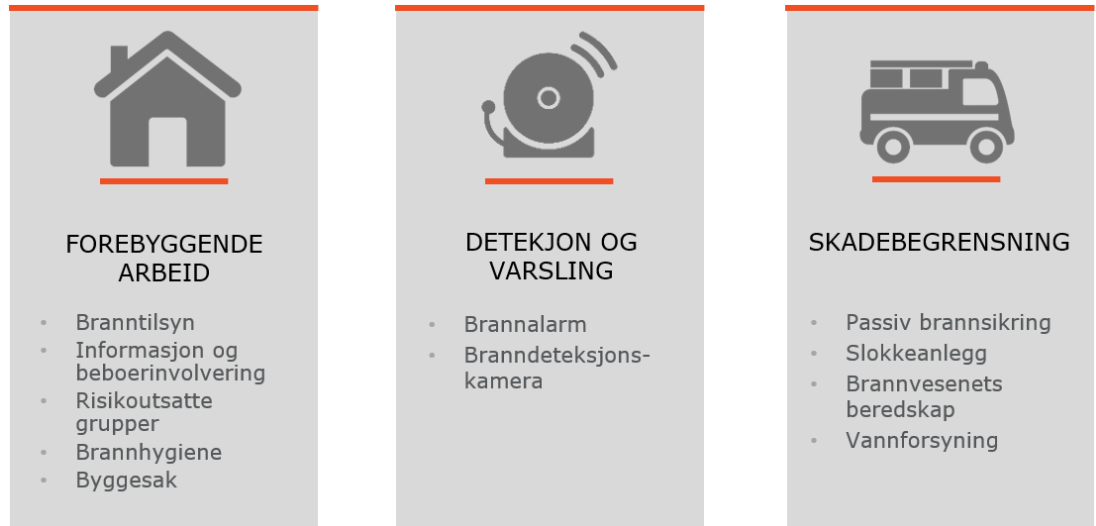 FOREBYGGENDE
ARBEID
• Branntilsyn
• Informasjon og
beboerinvolvering
• Risikoutsatte
grupper
• Brannhygiene
• Byggesak
DETEKJON OG
VARSLING
• Brannalarm
• Branndeteksjons-
kamera
SKADEBEGRENSNING
• Passiv brannsikring
• Slokkeanlegg
• Brannvesenets
beredskap
• Vannforsyning